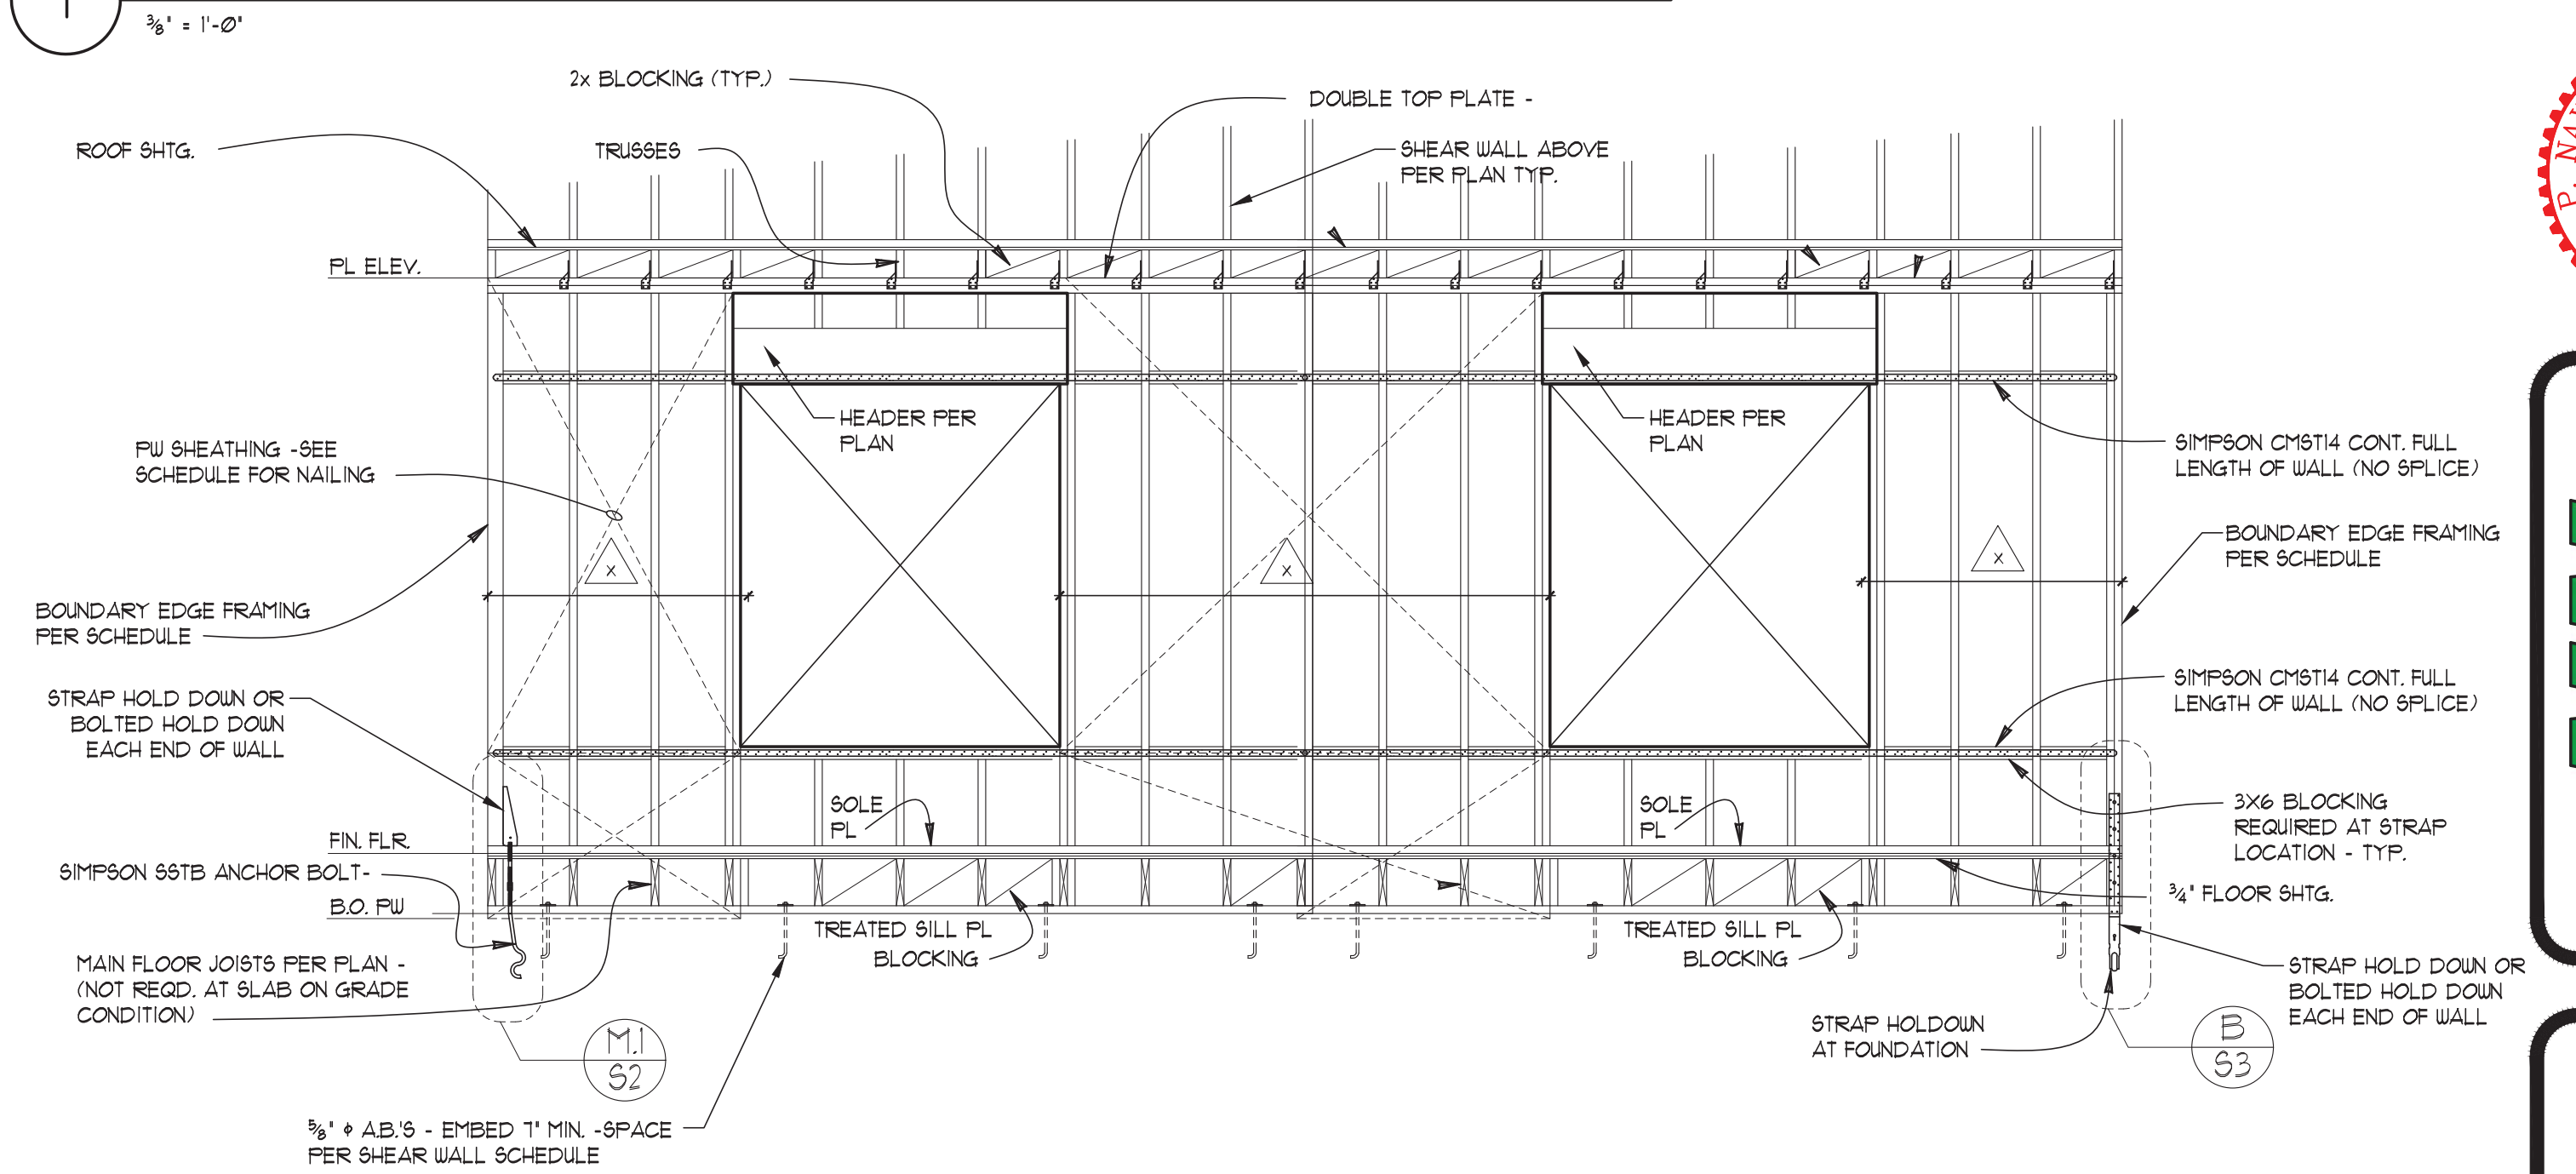 1
3/8" = 1'-0"
2x BLOCKING (TYP.)
DOUBLE TOP PLATE -
ROOF SHTG.
TRUSSES
SHEAR WALL ABOVE
PER PLAN TYP.
PL ELEV.
HEADER PER
PLAN
HEADER PER
PLAN
PW SHEATHING -SEE
SCHEDULE FOR NAILING
SIMPSON CMST14 CONT. FULL
LENGTH OF WALL (NO SPLICE)
BOUNDARY EDGE FRAMING
PER SCHEDULE
X
X
X
BOUNDARY EDGE FRAMING
PER SCHEDULE
STRAP HOLD DOWN OR
BOLTED HOLD DOWN
EACH END OF WALL
SIMPSON CMST14 CONT. FULL
LENGTH OF WALL (NO SPLICE)
SOLE
PL
SOLE
PL
3X6 BLOCKING
REQUIRED AT STRAP
LOCATION - TYP.
FIN. FLR.
SIMPSON SSTB ANCHOR BOLT-
3/4" FLOOR SHTG.
B.O. PW
TREATED SILL PL
BLOCKING
TREATED SILL PL
BLOCKING
MAIN FLOOR JOISTS PER PLAN -
(NOT REQD. AT SLAB ON GRADE
CONDITION)
STRAP HOLD DOWN OR
BOLTED HOLD DOWN
EACH END OF WALL
STRAP HOLDOWN
AT FOUNDATION
M.1
S2
B
S3
5/8" φ A.B.'S - EMBED 7" MIN. -SPACE
PER SHEAR WALL SCHEDULE